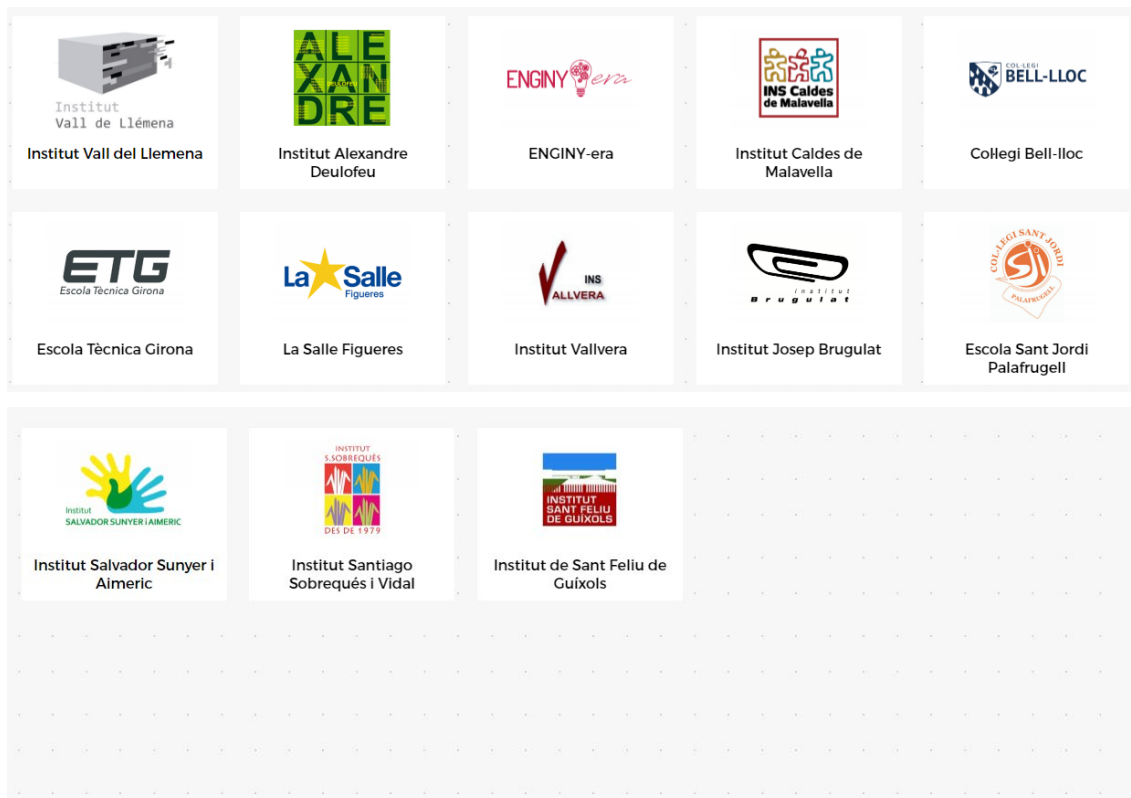 Institut
Vall de Llémena
Institut Vall del Llemena
ALE
XAN
DRE
Institut Alexandre
Deulofeu
ENGINY era
ENGINY-era
INS Caldes
de Malavella
Institut Caldes de
Malavella
COL·LEGI
BELL-LLOC
Col·legi Bell-lloc
ETG
Escola Tècnica Girona
Escola Tècnica Girona
La Salle
Figueres
La Salle Figueres
INS
VALLVERA
Institut Vallvera
institut
Brugulat
Institut Josep Brugulat
COL·LEGI SANT JORDI
SJ
PALAFRUGELL
Escola Sant Jordi
Palafrugell
Institut
SALVADOR SUNYER i AIMERIC
Institut Salvador Sunyer i
Aimeric
INSTITUT
S.SOBREQUÉS
DES DE 1979
Institut Santiago
Sobrequés i Vidal
INSTITUT
SANT FELIU
DE GUÍXOLS
Institut de Sant Feliu de
Guíxols